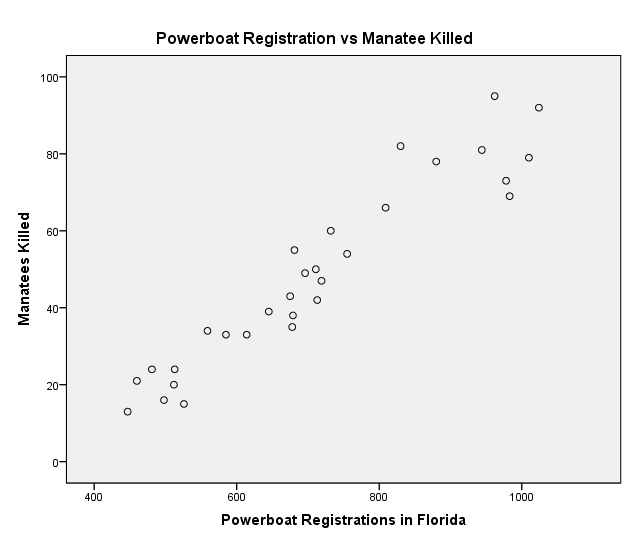 Powerboat Registration vs Manatee Killed
100
80
60
40
20
0
Manatees Killed
400 600 800 1000
Powerboat Registrations in Florida